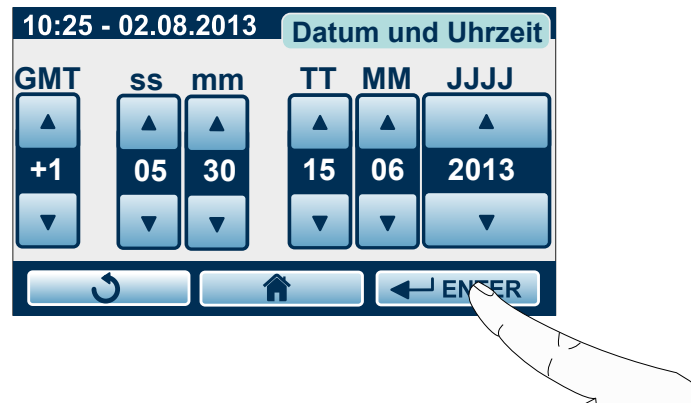 10:25 - 02.08.2013 Datum und Uhrzeit
GMT ss mm TT MM JJJJ
+1 05 30 15 06 2013
ENTER